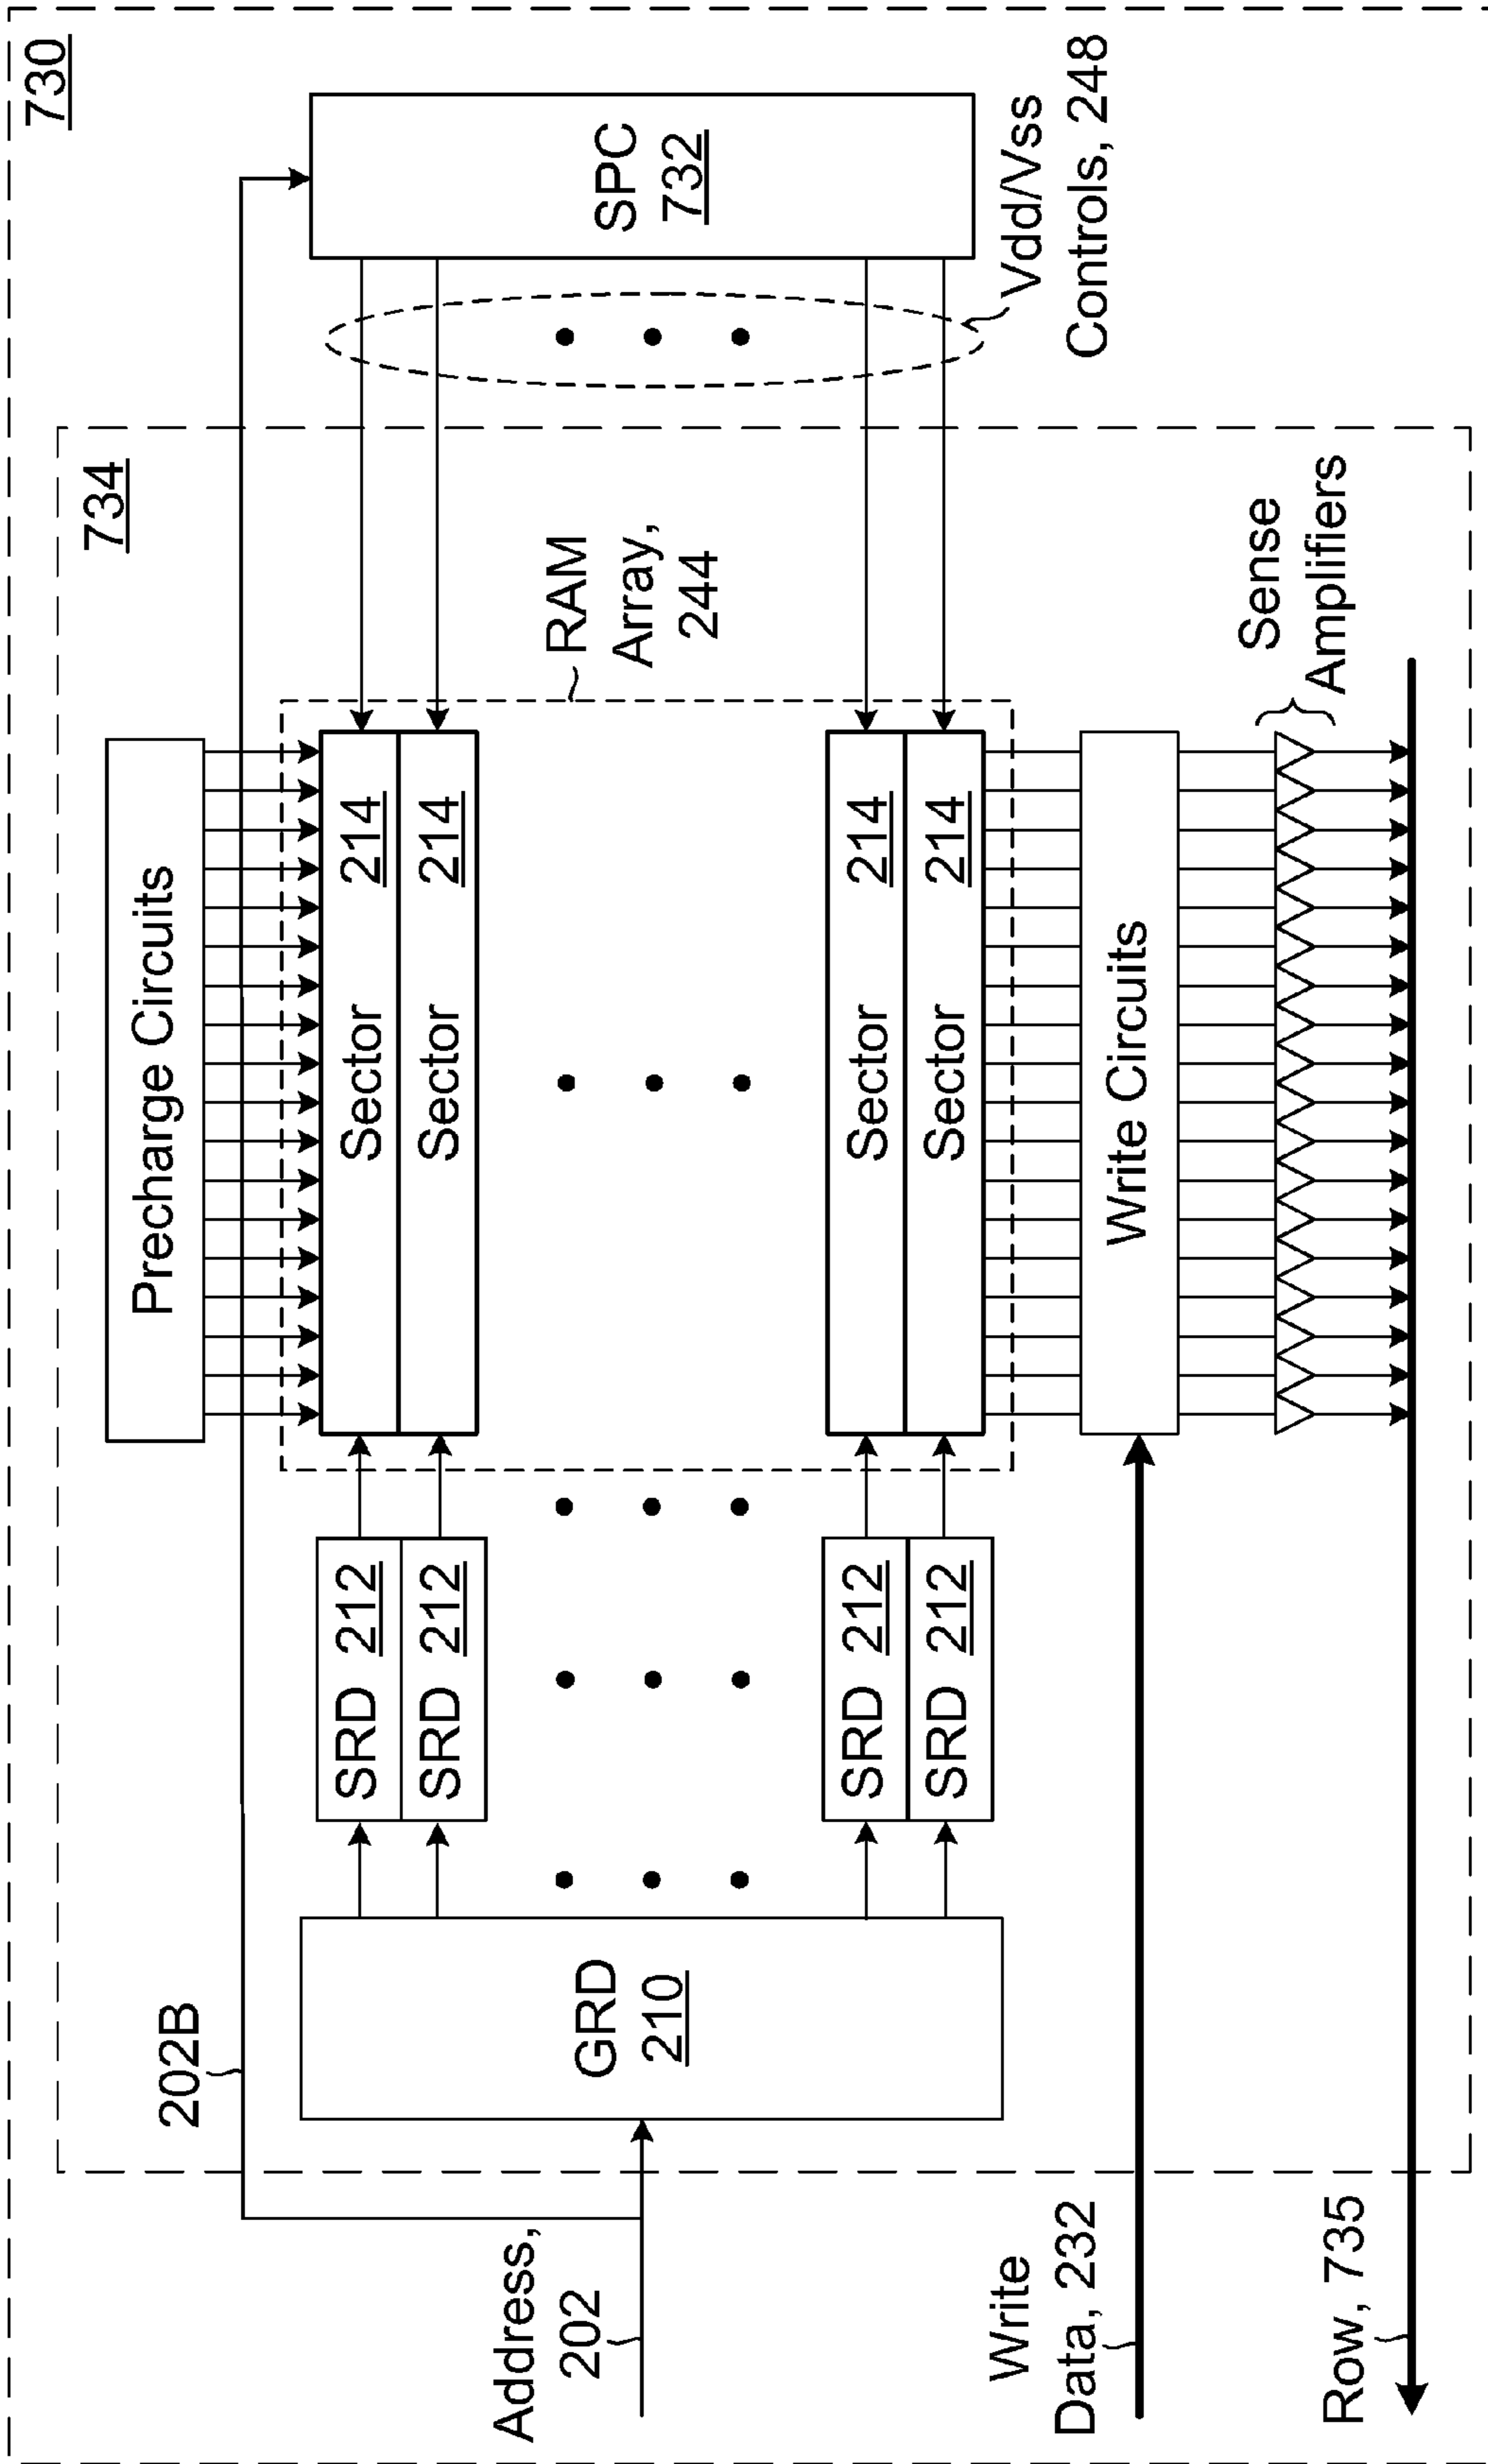 730
734
202B
Precharge Circuits
Address,
202
GRD
210
SRD 212
SRD 212
SRD 212
SRD 212
Sector 214
Sector 214
Sector 214
Sector 214
RAM
Array,
244
SPC
732
Vdd/Vss
Controls, 248
Write
Data, 232
Write Circuits
Sense
Amplifiers
Row, 735